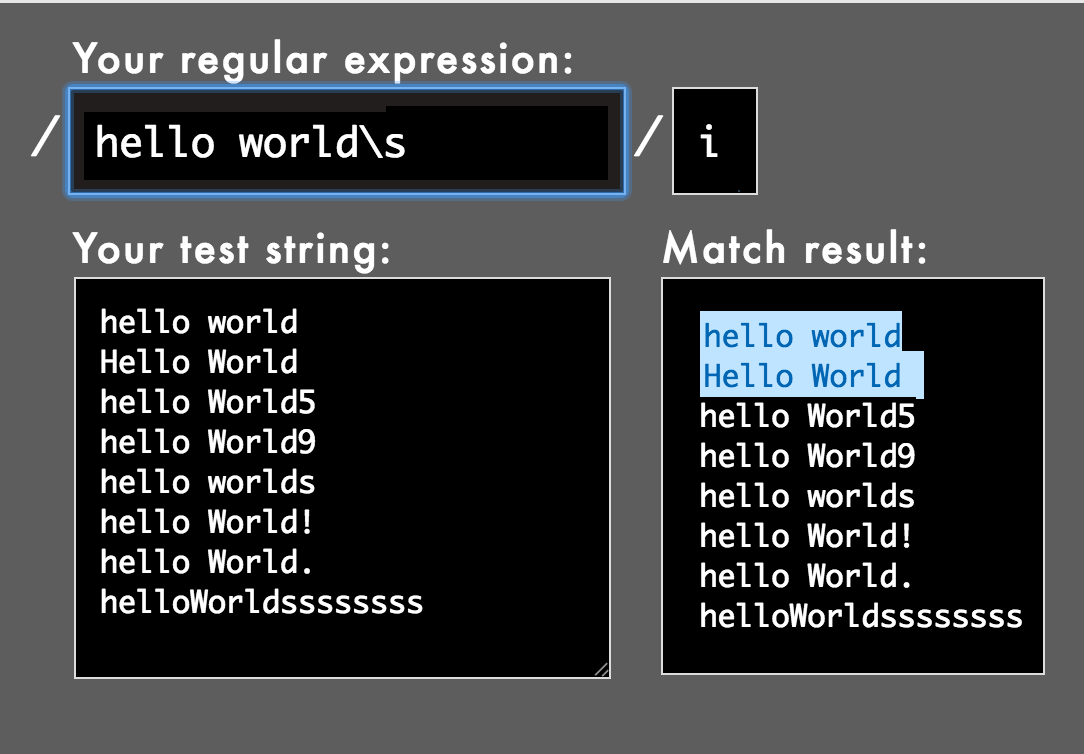 Your regular expression:
/ hello world\s / i
Your test string:
hello world
Hello World
hello World5
hello World9
hello worlds
hello World!
hello World.
helloWorldssssssss
Match result:
hello world
Hello World
hello World5
hello World9
hello worlds
hello World!
hello World.
helloWorldssssssss